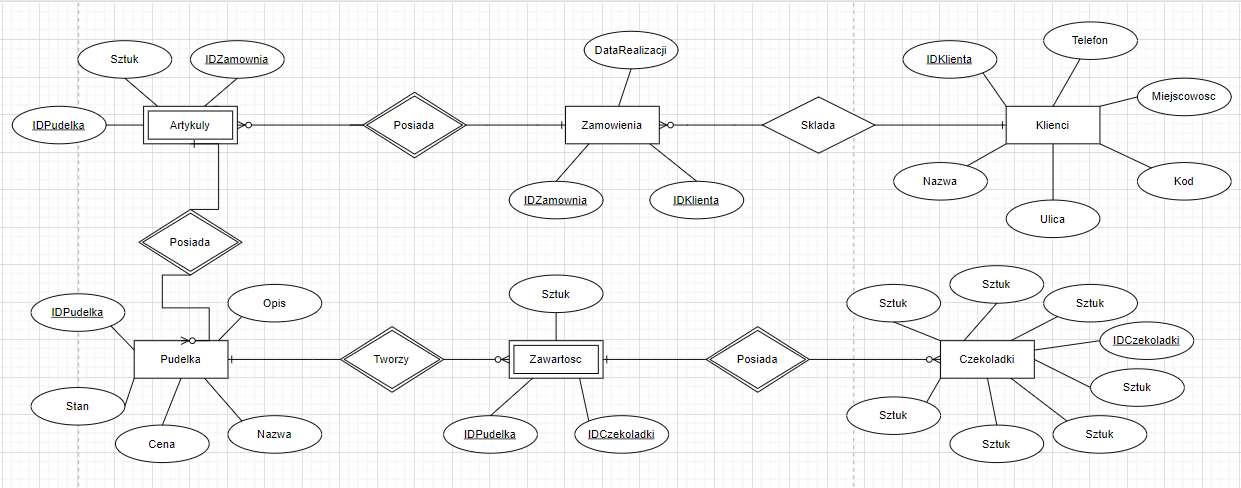 Sztuk
IDZamownia
IDPudelka
Artykuly
Posiada
DataRealizacji
Zamowienia
IDZamownia
IDKlienta
Sklada
IDKlienta
Telefon
Miejscowosc
Klienci
Nazwa
Ulica
Kod
Posiada
IDPudelka
Opis
Pudelka
Stan
Cena
Nazwa
Tworzy
Sztuk
Zawartosc
IDPudelka
IDCzekoladki
Posiada
Sztuk
Sztuk
Sztuk
IDCzekoladki
Czekoladki
Sztuk
Sztuk
Sztuk
Sztuk